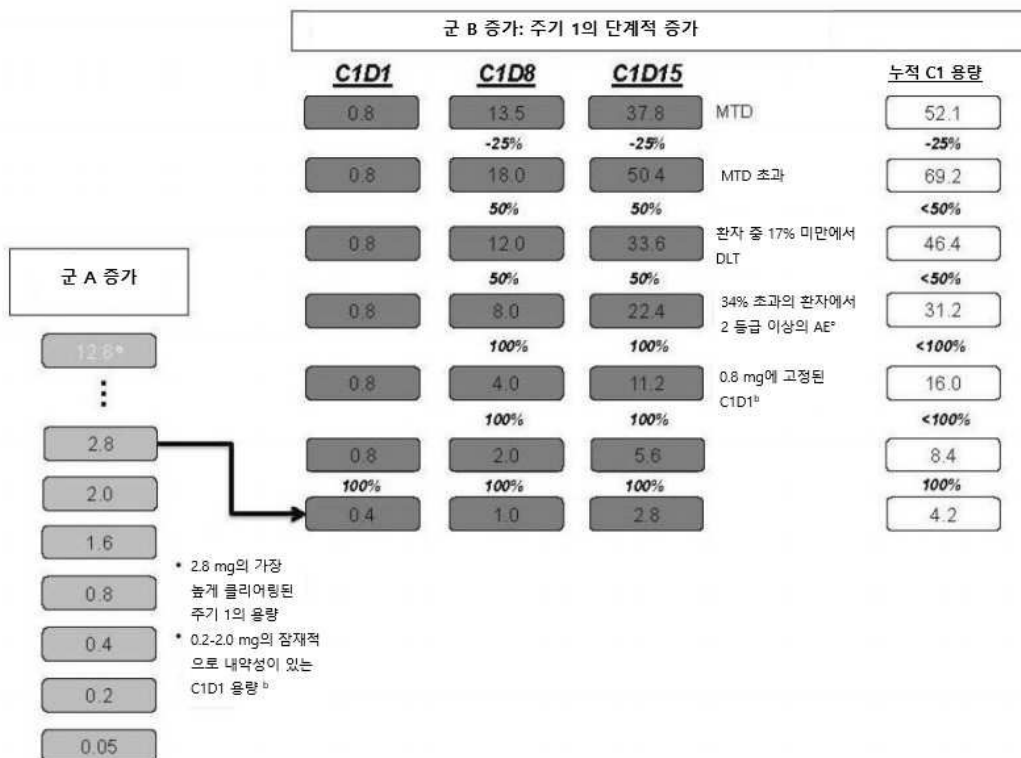 군 B 증가: 주기 1의 단계적 증가
C1D1 C1D8 C1D15 누적 C1 용량
0.8 13.5 37.8 MTD 52.1
-25% -25% -25%
0.8 18.0 50.4 MTD 초과 69.2
50% 50% <50%
0.8 12.0 33.6 환자 중 17% 미만에서 46.4
DLT
50% 50% <50%
0.8 8.0 22.4 34% 초과의 환자에서 31.2
2 등급 이상의 AEª
100% 100% <100%
0.8 4.0 11.2 0.8 mg에 고정된 16.0
C1D1ᵇ
100% 100% <100%
0.8 2.0 5.6 8.4
100% 100% 100% 100%
0.4 1.0 2.8 4.2
군 A 증가
12.8ª
2.8
2.0
1.6
0.8
0.4
0.2
0.05
• 2.8 mg의 가장
높게 클리어링된
주기 1의 용량
• 0.2-2.0 mg의 잠재적
으로 내약성이 있는
C1D1 용량 ᵇ